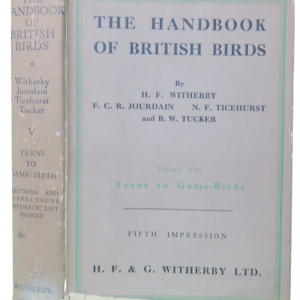 THE
HANDBOOK
OF
BRITISH
BIRDS
Witherby
Jourdain
Ticehurst
Tucker
V
TERNS
TO
GAME-BIRDS
ADDITIONS AND
CORRECTIONS
SYSTEMATIC LIST
INDEXES
WITHERBY
THE HANDBOOK
OF BRITISH BIRDS
By
H. F. WITHERBY
F. C. R. JOURDAIN N. F. TICEHURST
and B. W. TUCKER
Volume Five
Terns to Game-Birds
FIFTH IMPRESSION
H. F. & G. WITHERBY LTD.